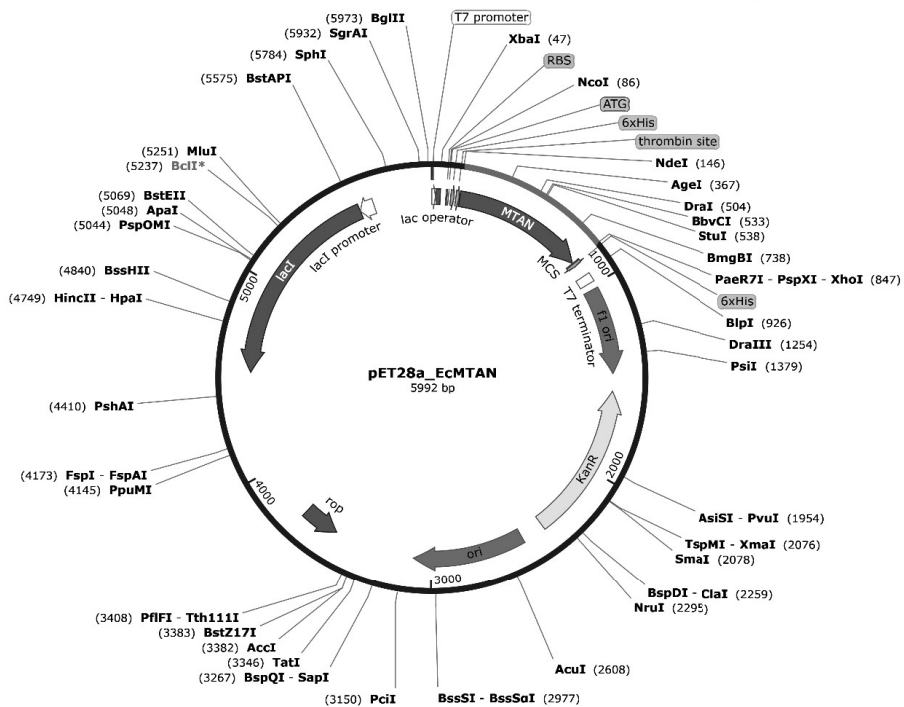 (5973) BglII
(5932) SgrAI
(5784) SphI
(5575) BstAPI
(5251) MluI
(5237) BclI*
(5069) BstEII
(5048) ApaI
(5044) PspOMI
(4840) BssHII
(4749) HincII - HpaI
(4410) PshAI
(4173) FspI - FspAI
(4145) PpuMI
(3408) PflFI - Tth111I
(3383) BstZ17I
(3382) AccI
(3346) TatI
(3267) BspQI - SapI
(3150) PciI
T7 promoter
XbaI (47)
RBS
NcoI (86)
ATG
6xHis
thrombin site
NdeI (146)
AgeI (367)
DraI (504)
BbvCI (533)
StuI (538)
BmgBI (738)
PaeR7I - PspXI - XhoI (847)
6xHis
BlpI (926)
DraIII (1254)
PsiI (1379)
AsiSI - PvuI (1954)
TspMI - XmaI (2076)
SmaI (2078)
BspDI - ClaI (2259)
NruI (2295)
AcuI (2608)
BssSI - BssSαI (2977)
lac operator
MTAN
MCS
T7 terminator
f1 ori
KanR
ori
rop
lacI
lacI promoter
1000
2000
3000
4000
5000
pET28a_EcMTAN
5992 bp